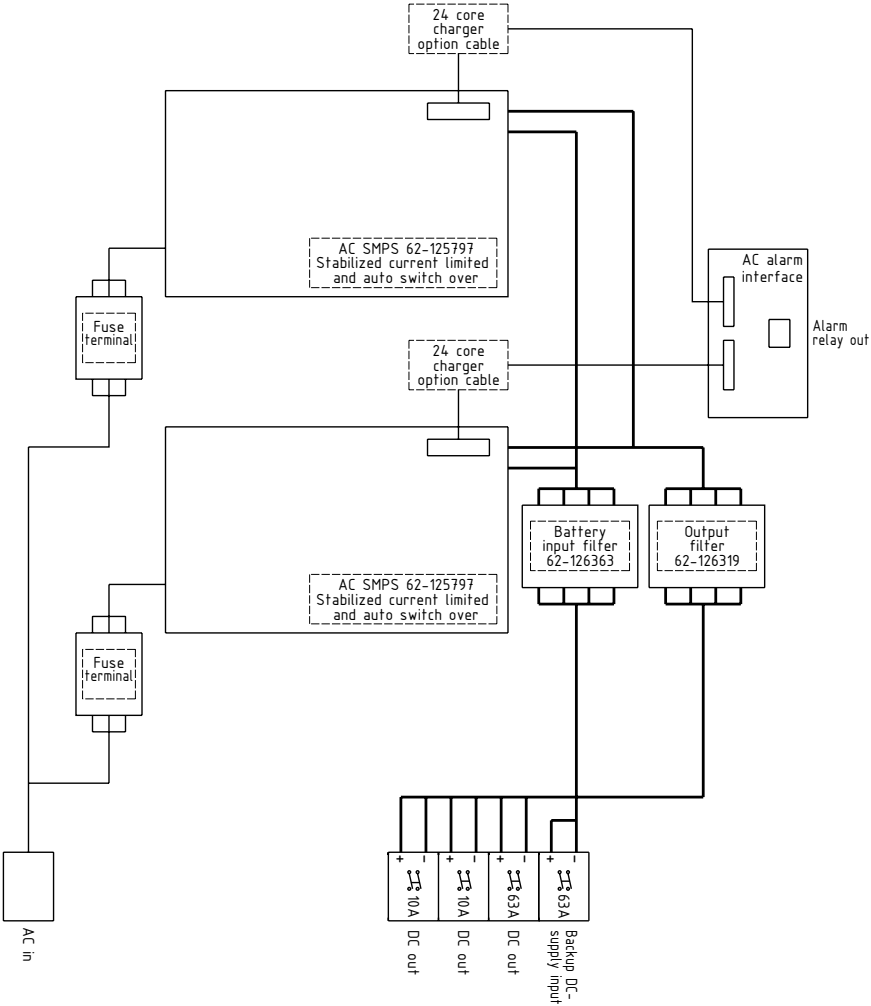 24 core
charger
option cable
AC SMPS 62-125797
Stabilized current limited
and auto switch over
AC alarm
interface
Alarm
relay out
Fuse
terminal
24 core
charger
option cable
AC SMPS 62-125797
Stabilized current limited
and auto switch over
Battery
input filter
62-126363
Output
filter
62-126319
Fuse
terminal
+ −
10A
+ −
10A
+ −
63A
+ −
63A
AC in
DC out
DC out
DC out
Backup DC-
supply input